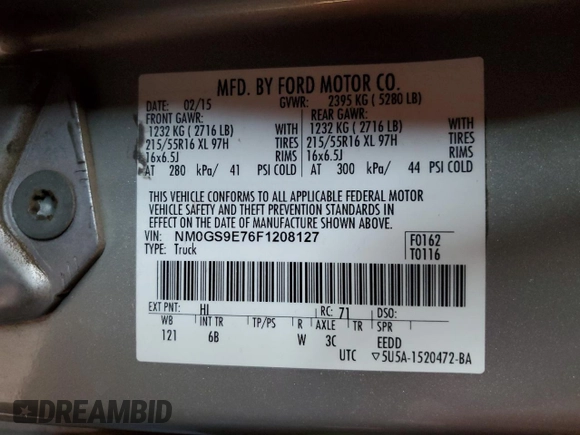 MFD. BY FORD MOTOR CO.
DATE: 02/15 GVWR: 2395 KG ( 5280 LB)
FRONT GAWR: REAR GAWR:
1232 KG ( 2716 LB) WITH 1232 KG ( 2716 LB) WITH
215/55R16 XL 97H TIRES 215/55R16 XL 97H TIRES
16x6.5J RIMS 16x6.5J RIMS
AT 280 kPa/ 41 PSI COLD AT 300 kPa/ 44 PSI COLD
THIS VEHICLE CONFORMS TO ALL APPLICABLE FEDERAL MOTOR
VEHICLE SAFETY AND THEFT PREVENTION STANDARDS IN
EFFECT ON THE DATE OF MANUFACTURE SHOWN ABOVE.
VIN: NM0GS9E76F1208127 F0162
TYPE: Truck T0116
EXT PNT: HI RC: 71 DSO:
WB INT TR TP/PS R AXLE TR SPR
121 6B W 3C EEDD
UTC ▽5U5A-1520472-BA
DREAMBID